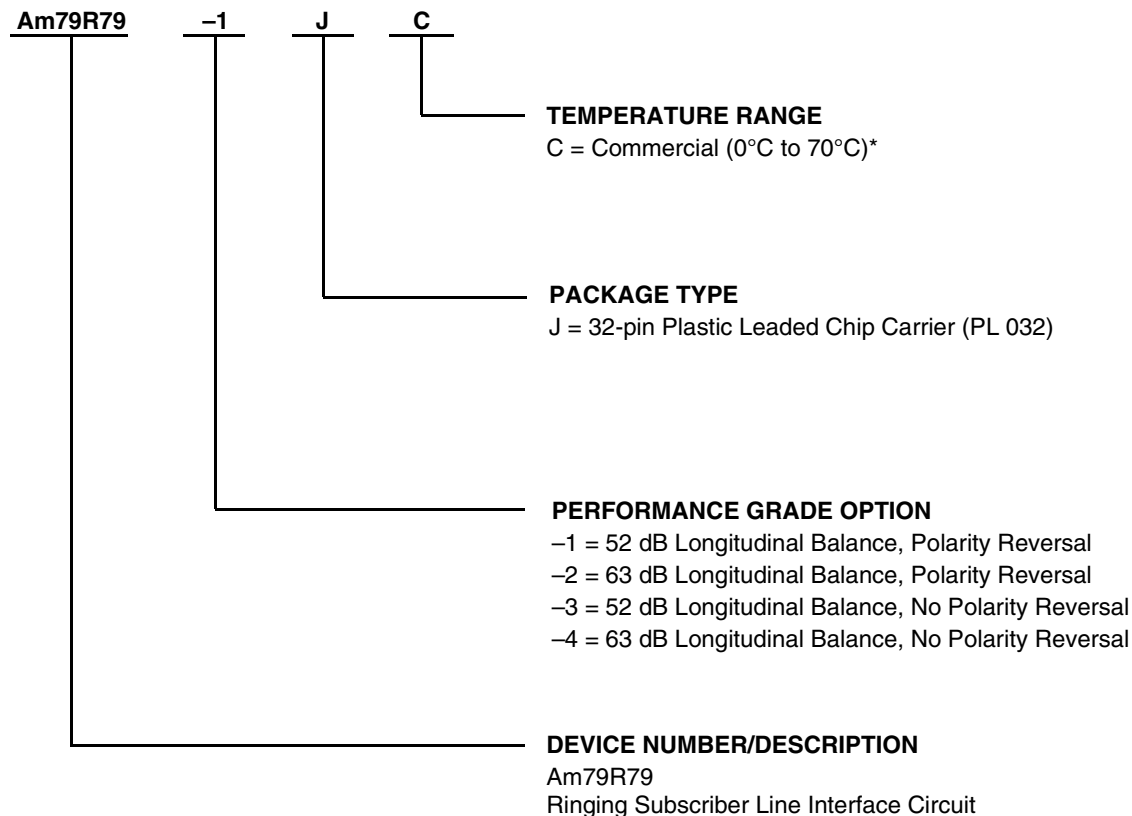 Am79R79 –1 J C
TEMPERATURE RANGE
C = Commercial (0°C to 70°C)*
PACKAGE TYPE
J = 32-pin Plastic Leaded Chip Carrier (PL 032)
PERFORMANCE GRADE OPTION
–1 = 52 dB Longitudinal Balance, Polarity Reversal
–2 = 63 dB Longitudinal Balance, Polarity Reversal
–3 = 52 dB Longitudinal Balance, No Polarity Reversal
–4 = 63 dB Longitudinal Balance, No Polarity Reversal
DEVICE NUMBER/DESCRIPTION
Am79R79
Ringing Subscriber Line Interface Circuit